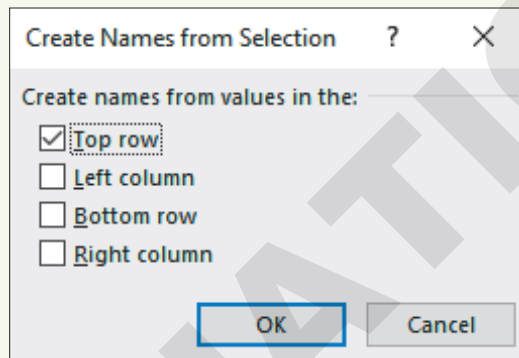 Create Names from Selection ? ×
Create names from values in the:
Top row
Left column
Bottom row
Right column
OK Cancel